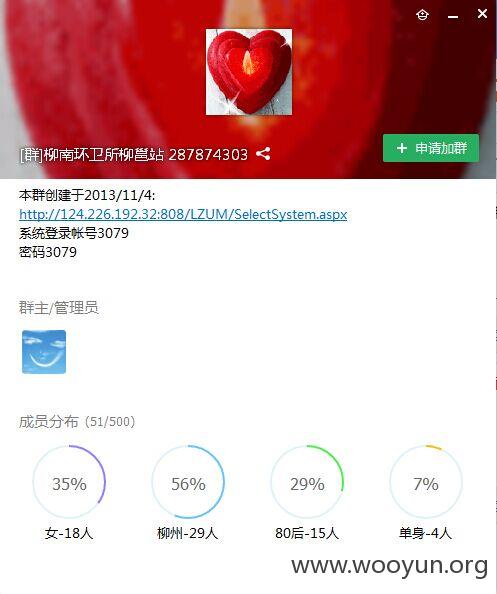 [群]柳南环卫所柳邕站 287874303
申请加群
本群创建于2013/11/4:
http://124.226.192.32:808/LZUM/SelectSystem.aspx
系统登录帐号3079
密码3079
群主/管理员
成员分布 (51/500)
35% 56% 29% 7%
女-18人 柳州-29人 80后-15人 单身-4人
www.wooyun.org